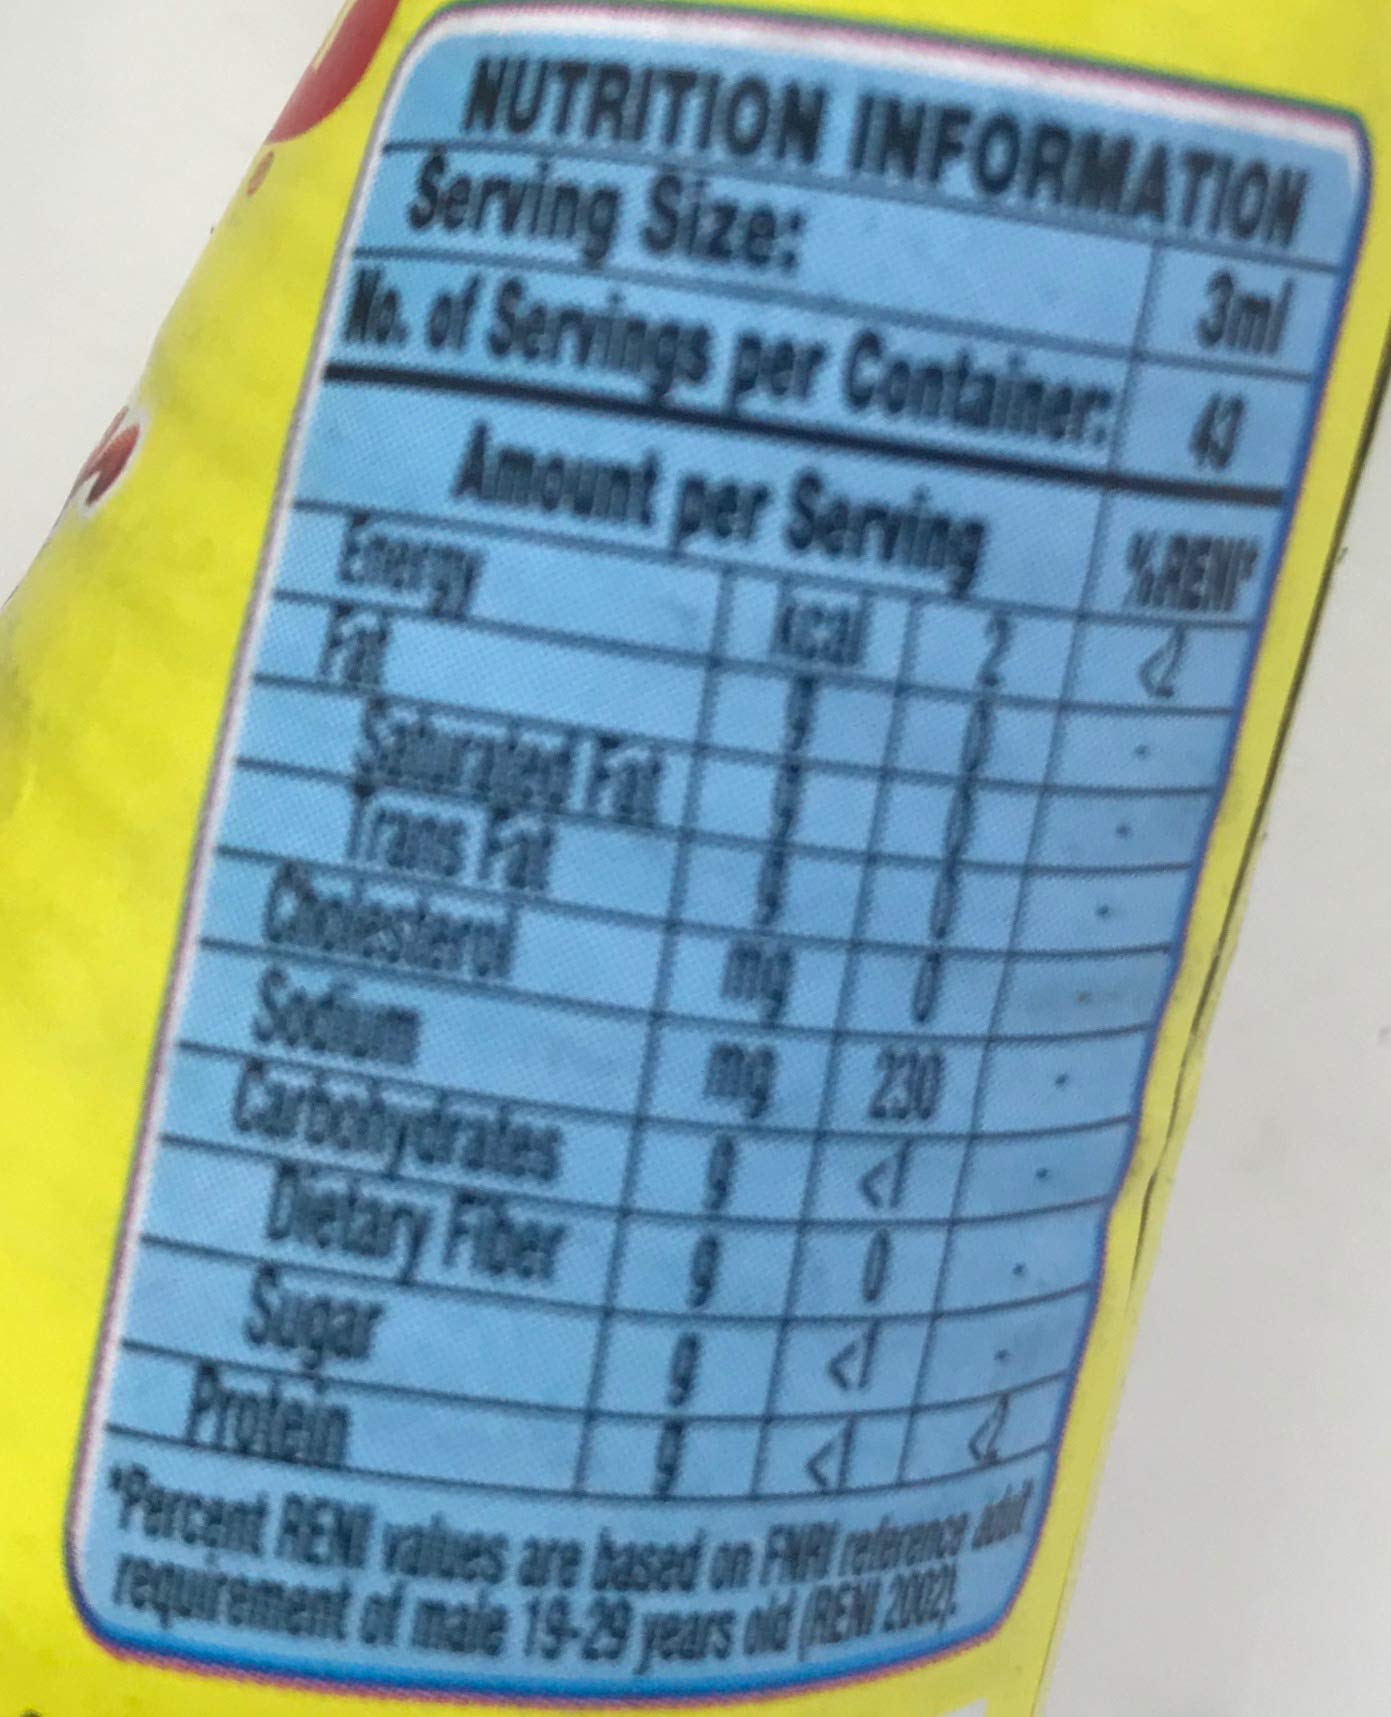 NUTRITION INFORMATION
Serving Size: 3ml
No. of Servings per Container: 43
Amount per Serving %RENI*
Energy kcal 2 <2
Fat g 0 -
Saturated Fat g 0 -
Trans Fat g 0 -
Cholesterol mg 0 -
Sodium mg 230 -
Carbohydrates g <1 -
Dietary Fiber g 0 -
Sugar g <1 -
Protein g <1 <2
*Percent RENI values are based on FNRI reference adult
requirement of male 19-29 years old (RENI 2002).